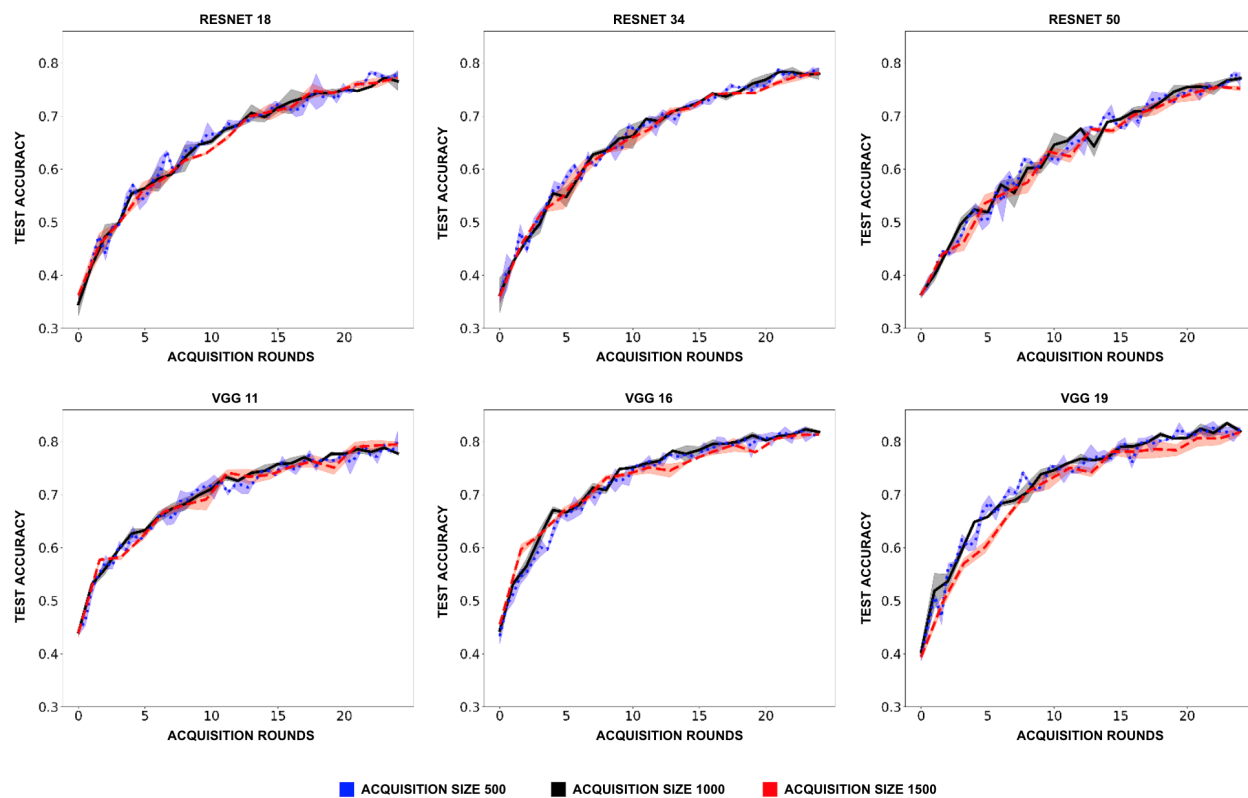 RESNET 18
RESNET 34
RESNET 50
TEST ACCURACY
0.8
0.7
0.6
0.5
0.4
0.3
0 5 10 15 20
ACQUISITION ROUNDS
TEST ACCURACY
0.8
0.7
0.6
0.5
0.4
0.3
0 5 10 15 20
ACQUISITION ROUNDS
TEST ACCURACY
0.8
0.7
0.6
0.5
0.4
0.3
0 5 10 15 20
ACQUISITION ROUNDS
VGG 11
VGG 16
VGG 19
TEST ACCURACY
0.8
0.7
0.6
0.5
0.4
0.3
0 5 10 15 20
ACQUISITION ROUNDS
TEST ACCURACY
0.8
0.7
0.6
0.5
0.4
0.3
0 5 10 15 20
ACQUISITION ROUNDS
TEST ACCURACY
0.8
0.7
0.6
0.5
0.4
0.3
0 5 10 15 20
ACQUISITION ROUNDS
ACQUISITION SIZE 500 ACQUISITION SIZE 1000 ACQUISITION SIZE 1500